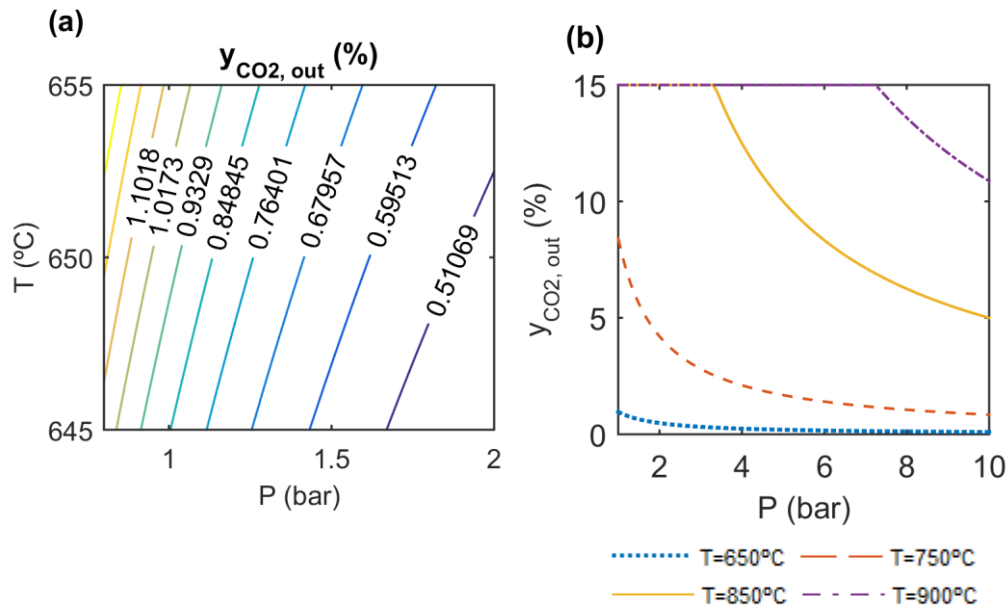 (a)
y CO2, out (%)
655
650
645
T (ºC)
1.1018
1.0173
0.9329
0.84845
0.76401
0.67957
0.59513
0.51069
1
1.5
2
P (bar)
(b)
15
10
5
0
y CO2, out (%)
2
4
6
8
10
P (bar)
T=650ºC
T=750ºC
T=850ºC
T=900ºC